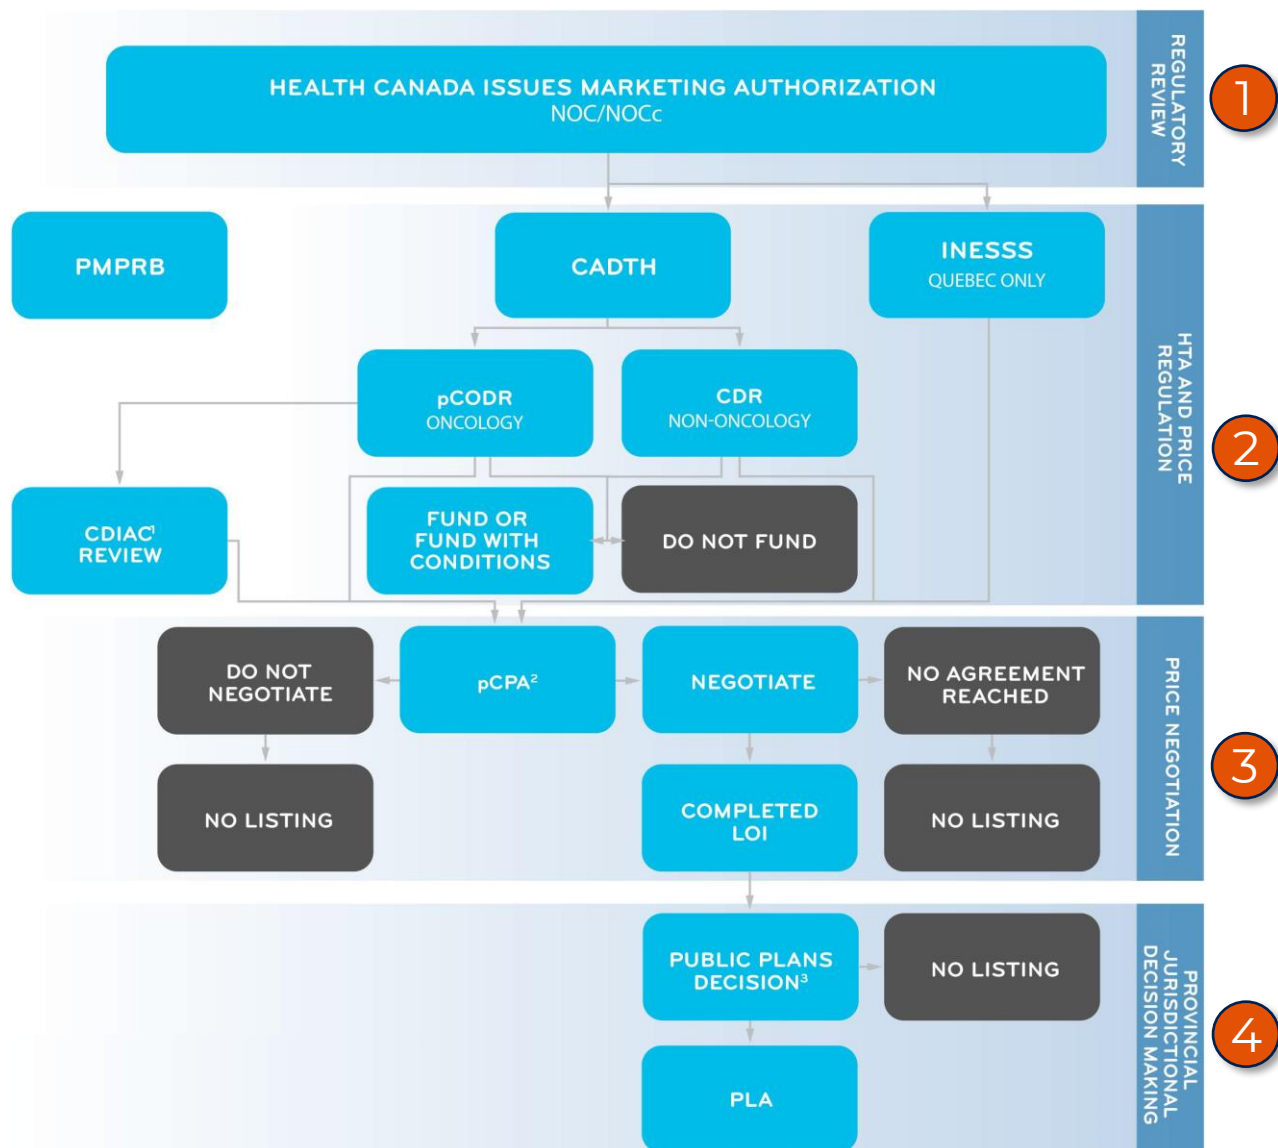 HEALTH CANADA ISSUES MARKETING AUTHORIZATION
NOC/NOCc
REGULATORY
REVIEW
1
PMPRB
CADTH
INESSS
QUEBEC ONLY
pCODR
ONCOLOGY
CDR
NON-ONCOLOGY
HTA AND PRICE
REGULATION
2
CDIAC¹
REVIEW
FUND OR
FUND WITH
CONDITIONS
DO NOT FUND
DO NOT
NEGOTIATE
pCPA²
NEGOTIATE
NO AGREEMENT
REACHED
PRICE NEGOTIATION
3
NO LISTING
COMPLETED
LOI
NO LISTING
PUBLIC PLANS
DECISION³
NO LISTING
PROVINCIAL
JURISDICTIONAL
DECISION MAKING
4
PLA